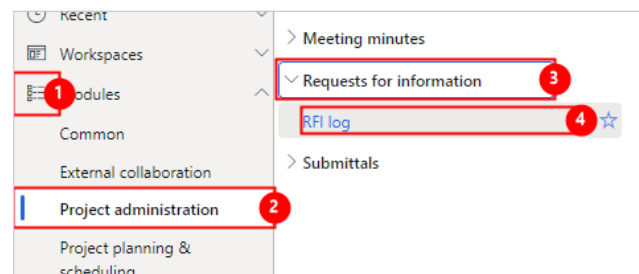 Recent
Workspaces
1
Modules
Common
External collaboration
Project administration
2
Project planning &
scheduling
Meeting minutes
Requests for information
3
RFI log
4
Submittals